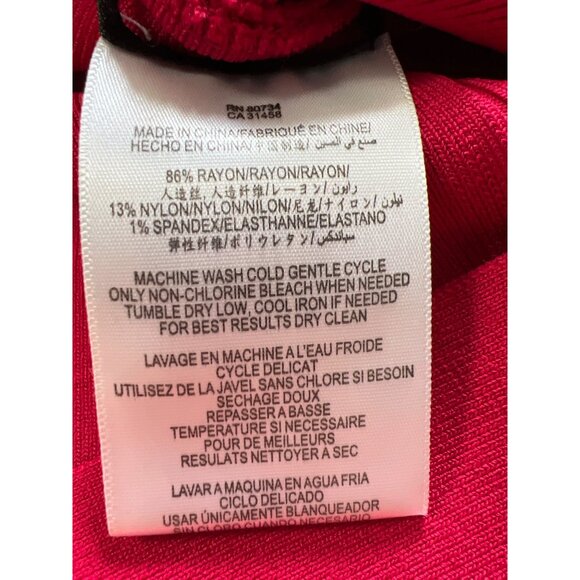 RN 80734
CA 31458
MADE IN CHINA/FABRIQUÉ EN CHINE/
HECHO EN CHINA/中国制造/ صنع في الصين
86% RAYON/RAYON/RAYON/
人造丝 人造纤维/レーヨン/ رايون
13% NYLON/NYLON/NILON/尼龙/ナイロン/ نيلون
1% SPANDEX/ELASTHANNE/ELASTANO
弹性纤维/ポリウレタン/ سباندكس
MACHINE WASH COLD GENTLE CYCLE
ONLY NON-CHLORINE BLEACH WHEN NEEDED
TUMBLE DRY LOW, COOL IRON IF NEEDED
FOR BEST RESULTS DRY CLEAN
LAVAGE EN MACHINE A L'EAU FROIDE
CYCLE DELICAT
UTILISEZ DE LA JAVEL SANS CHLORE SI BESOIN
SECHAGE DOUX
REPASSER A BASSE
TEMPERATURE SI NECESSAIRE
POUR DE MEILLEURS
RESULATS NETTOYER A SEC
LAVAR A MAQUINA EN AGUA FRIA
CICLO DELICADO
USAR ÚNICAMENTE BLANQUEADOR
SIN CLORO CUANDO NECESARIO